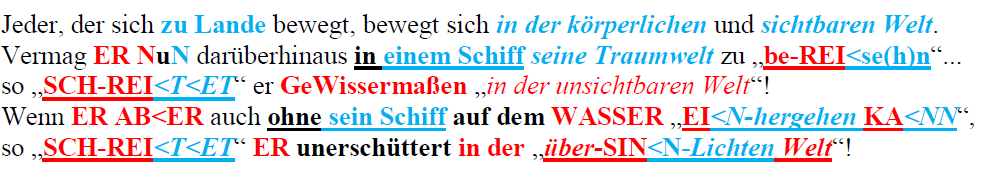 Jeder, der sich zu Lande bewegt, bewegt sich in der körperlichen und sichtbaren Welt.
Vermag ER NuN darüberhinaus in einem Schiff seine Traumwelt zu „be-REI<se(h)n“...
so „SCH-REI<T<ET“ er GeWissermaßen „in der unsichtbaren Welt“!
Wenn ER AB<ER auch ohne sein Schiff auf dem WASSER „EI<N-hergehen KA<NN“,
so „SCH-REI<T<ET“ ER unerschüttert in der „über-SIN<N-Lichten Welt“!